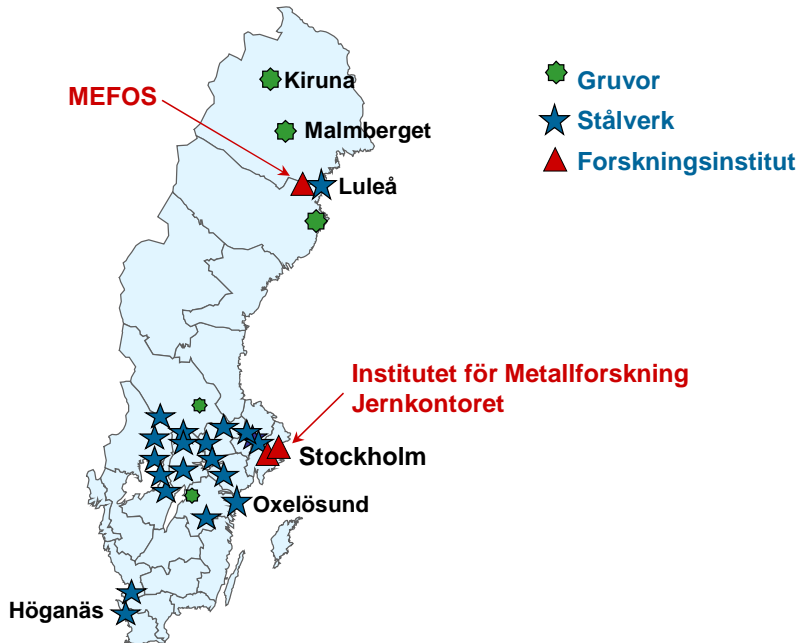 Kiruna
Gruvor
MEFOS
Stålverk
Malmberget
Forskningsinstitut
Luleå
Institutet för Metallforskning
Jernkontoret
Stockholm
Oxelösund
Höganäs